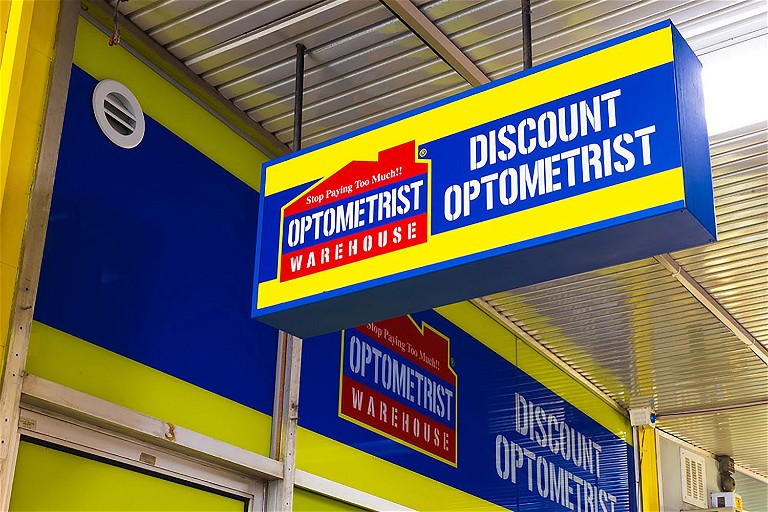 Stop Paying Too Much!!
OPTOMETRIST
WAREHOUSE
®
DISCOUNT
OPTOMETRIST
Stop Paying Too Much!!
OPTOMETRIST
WAREHOUSE
DISCOUNT
OPTOMETRIST